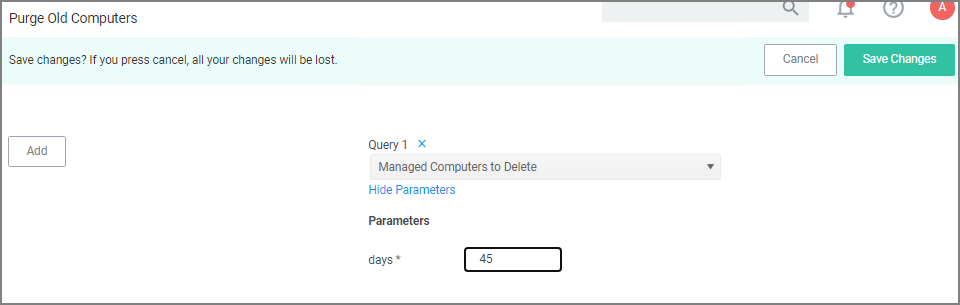 Purge Old Computers
A
Save changes? If you press cancel, all your changes will be lost.
Cancel
Save Changes
Add
Query 1 ×
Managed Computers to Delete
Hide Parameters
Parameters
days * 45